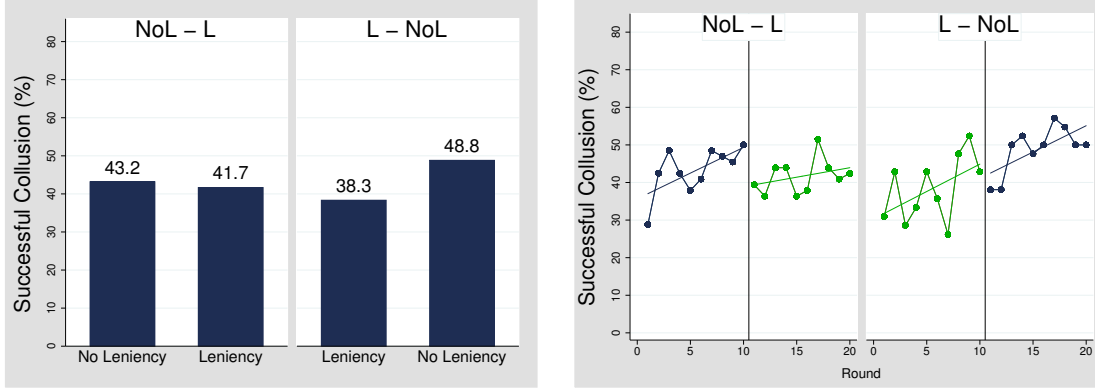 NoL – L
L – NoL
Successful Collusion (%)
0
10
20
30
40
50
60
70
80
43.2
41.7
38.3
48.8
No Leniency
Leniency
Leniency
No Leniency
NoL – L
L – NoL
Successful Collusion (%)
0
10
20
30
40
50
60
70
80
0 5 10 15 20 0 5 10 15 20
Round